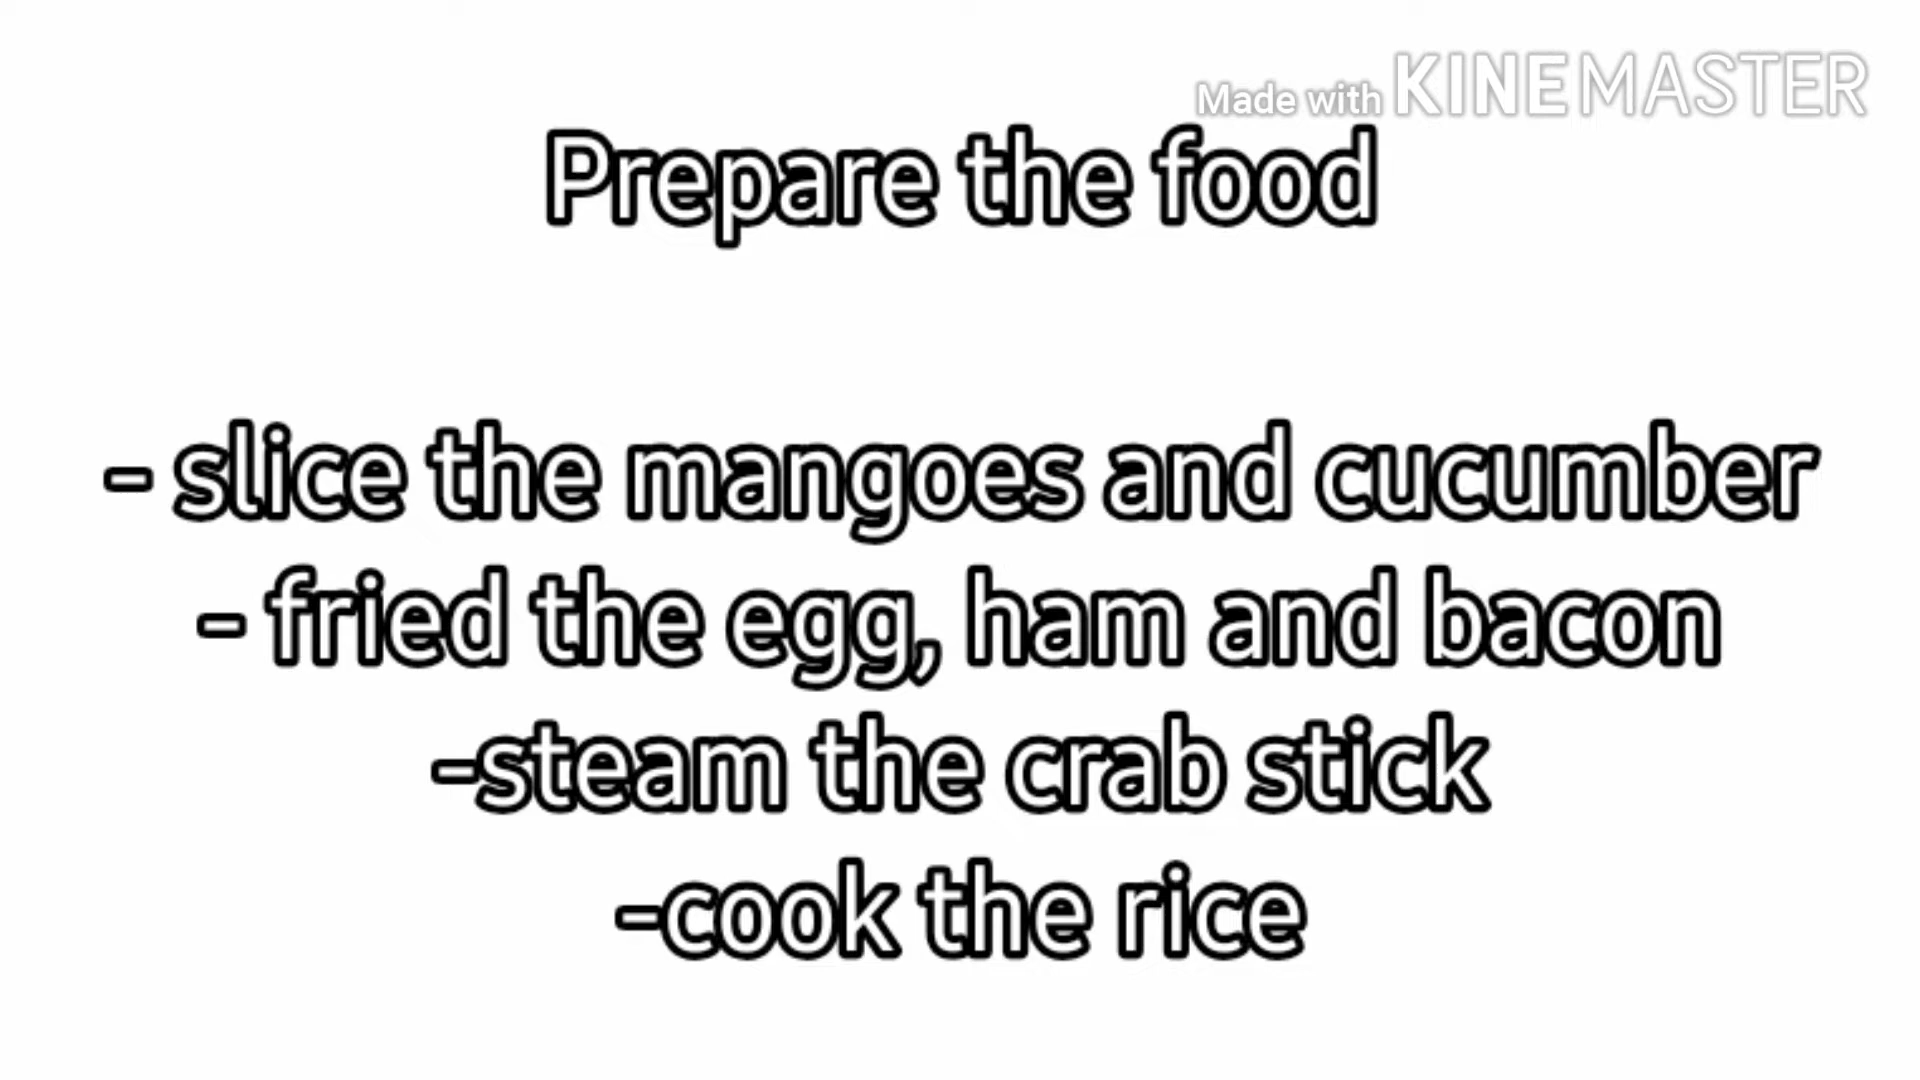 Made with KINEMASTER
Prepare the food
- slice the mangoes and cucumber
- fried the egg, ham and bacon
-steam the crab stick
-cook the rice